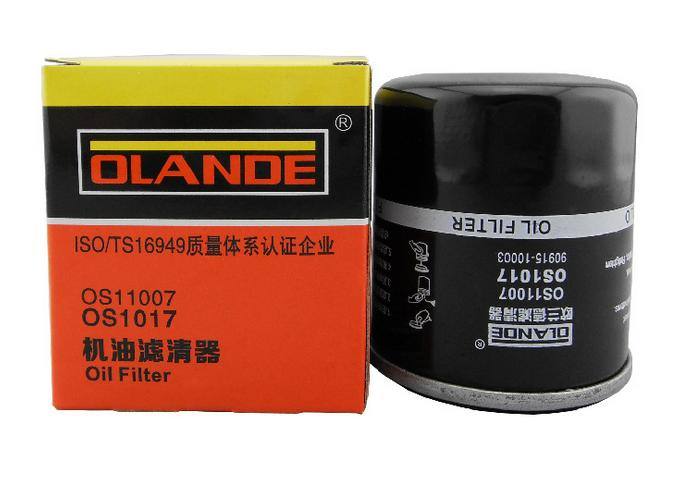 OLANDE
®
ISO/TS16949质量体系认证企业
OS11007
OS1017
机油滤清器
Oil Filter
OLANDE®
欧兰德滤清器
OS11007
OS1017
90915-10003
OIL FILTER